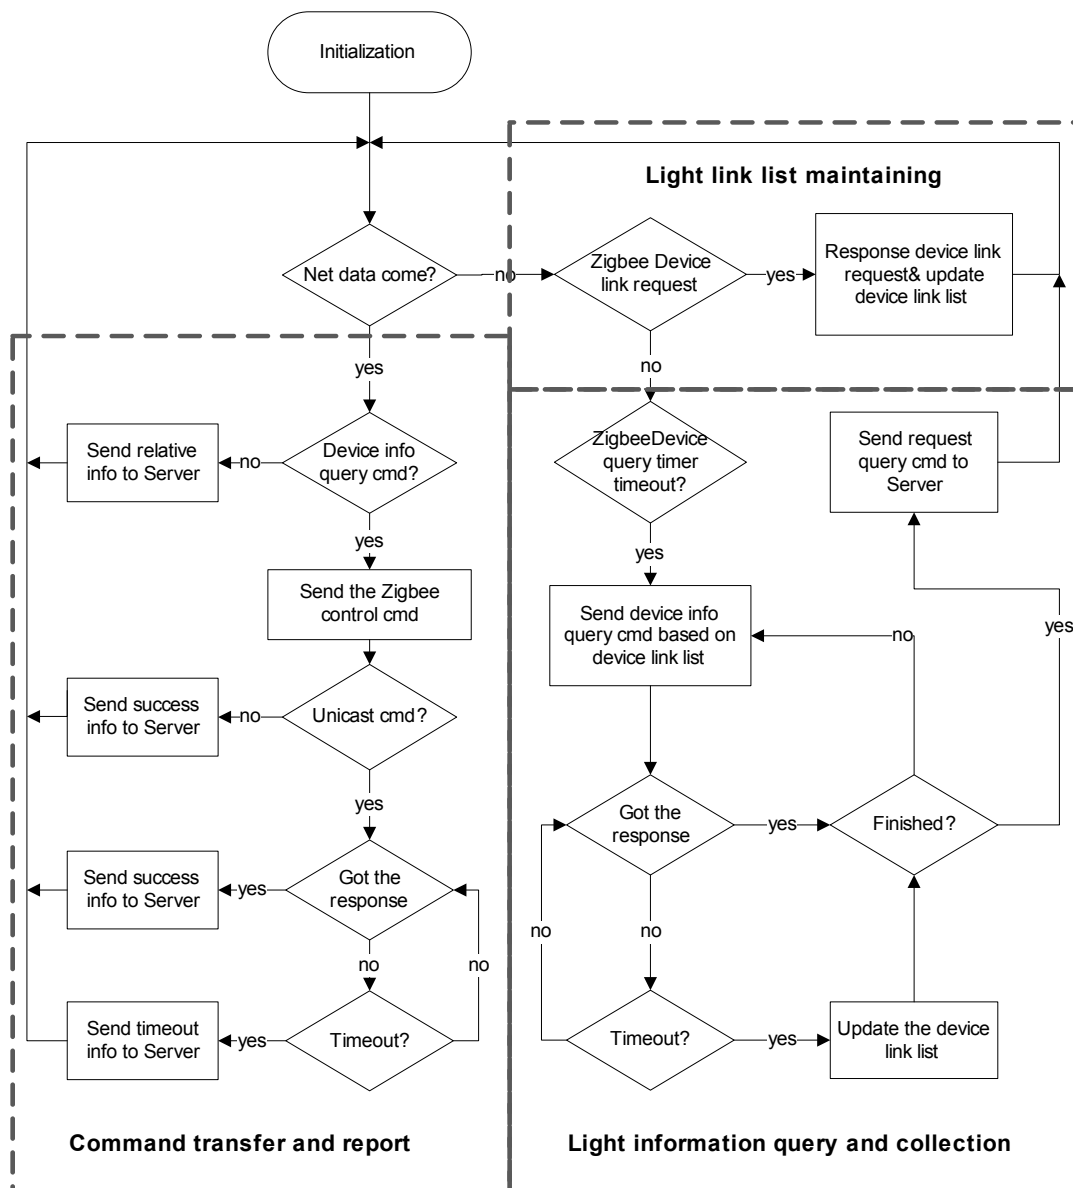 Initialization
Light link list maintaining
Net data come?
no
Zigbee Device
link request
yes
Response device link
request& update
device link list
yes
no
Send relative
info to Server
no
Device info
query cmd?
ZigbeeDevice
query timer
timeout?
Send request
query cmd to
Server
yes
yes
Send the Zigbee
control cmd
Send device info
query cmd based on
device link list
no
yes
Send success
info to Server
no
Unicast cmd?
yes
Got the
response
yes
Finished?
Send success
info to Server
yes
Got the
response
no
no
no
no
Send timeout
info to Server
yes
Timeout?
Timeout?
yes
Update the device
link list
Command transfer and report
Light information query and collection